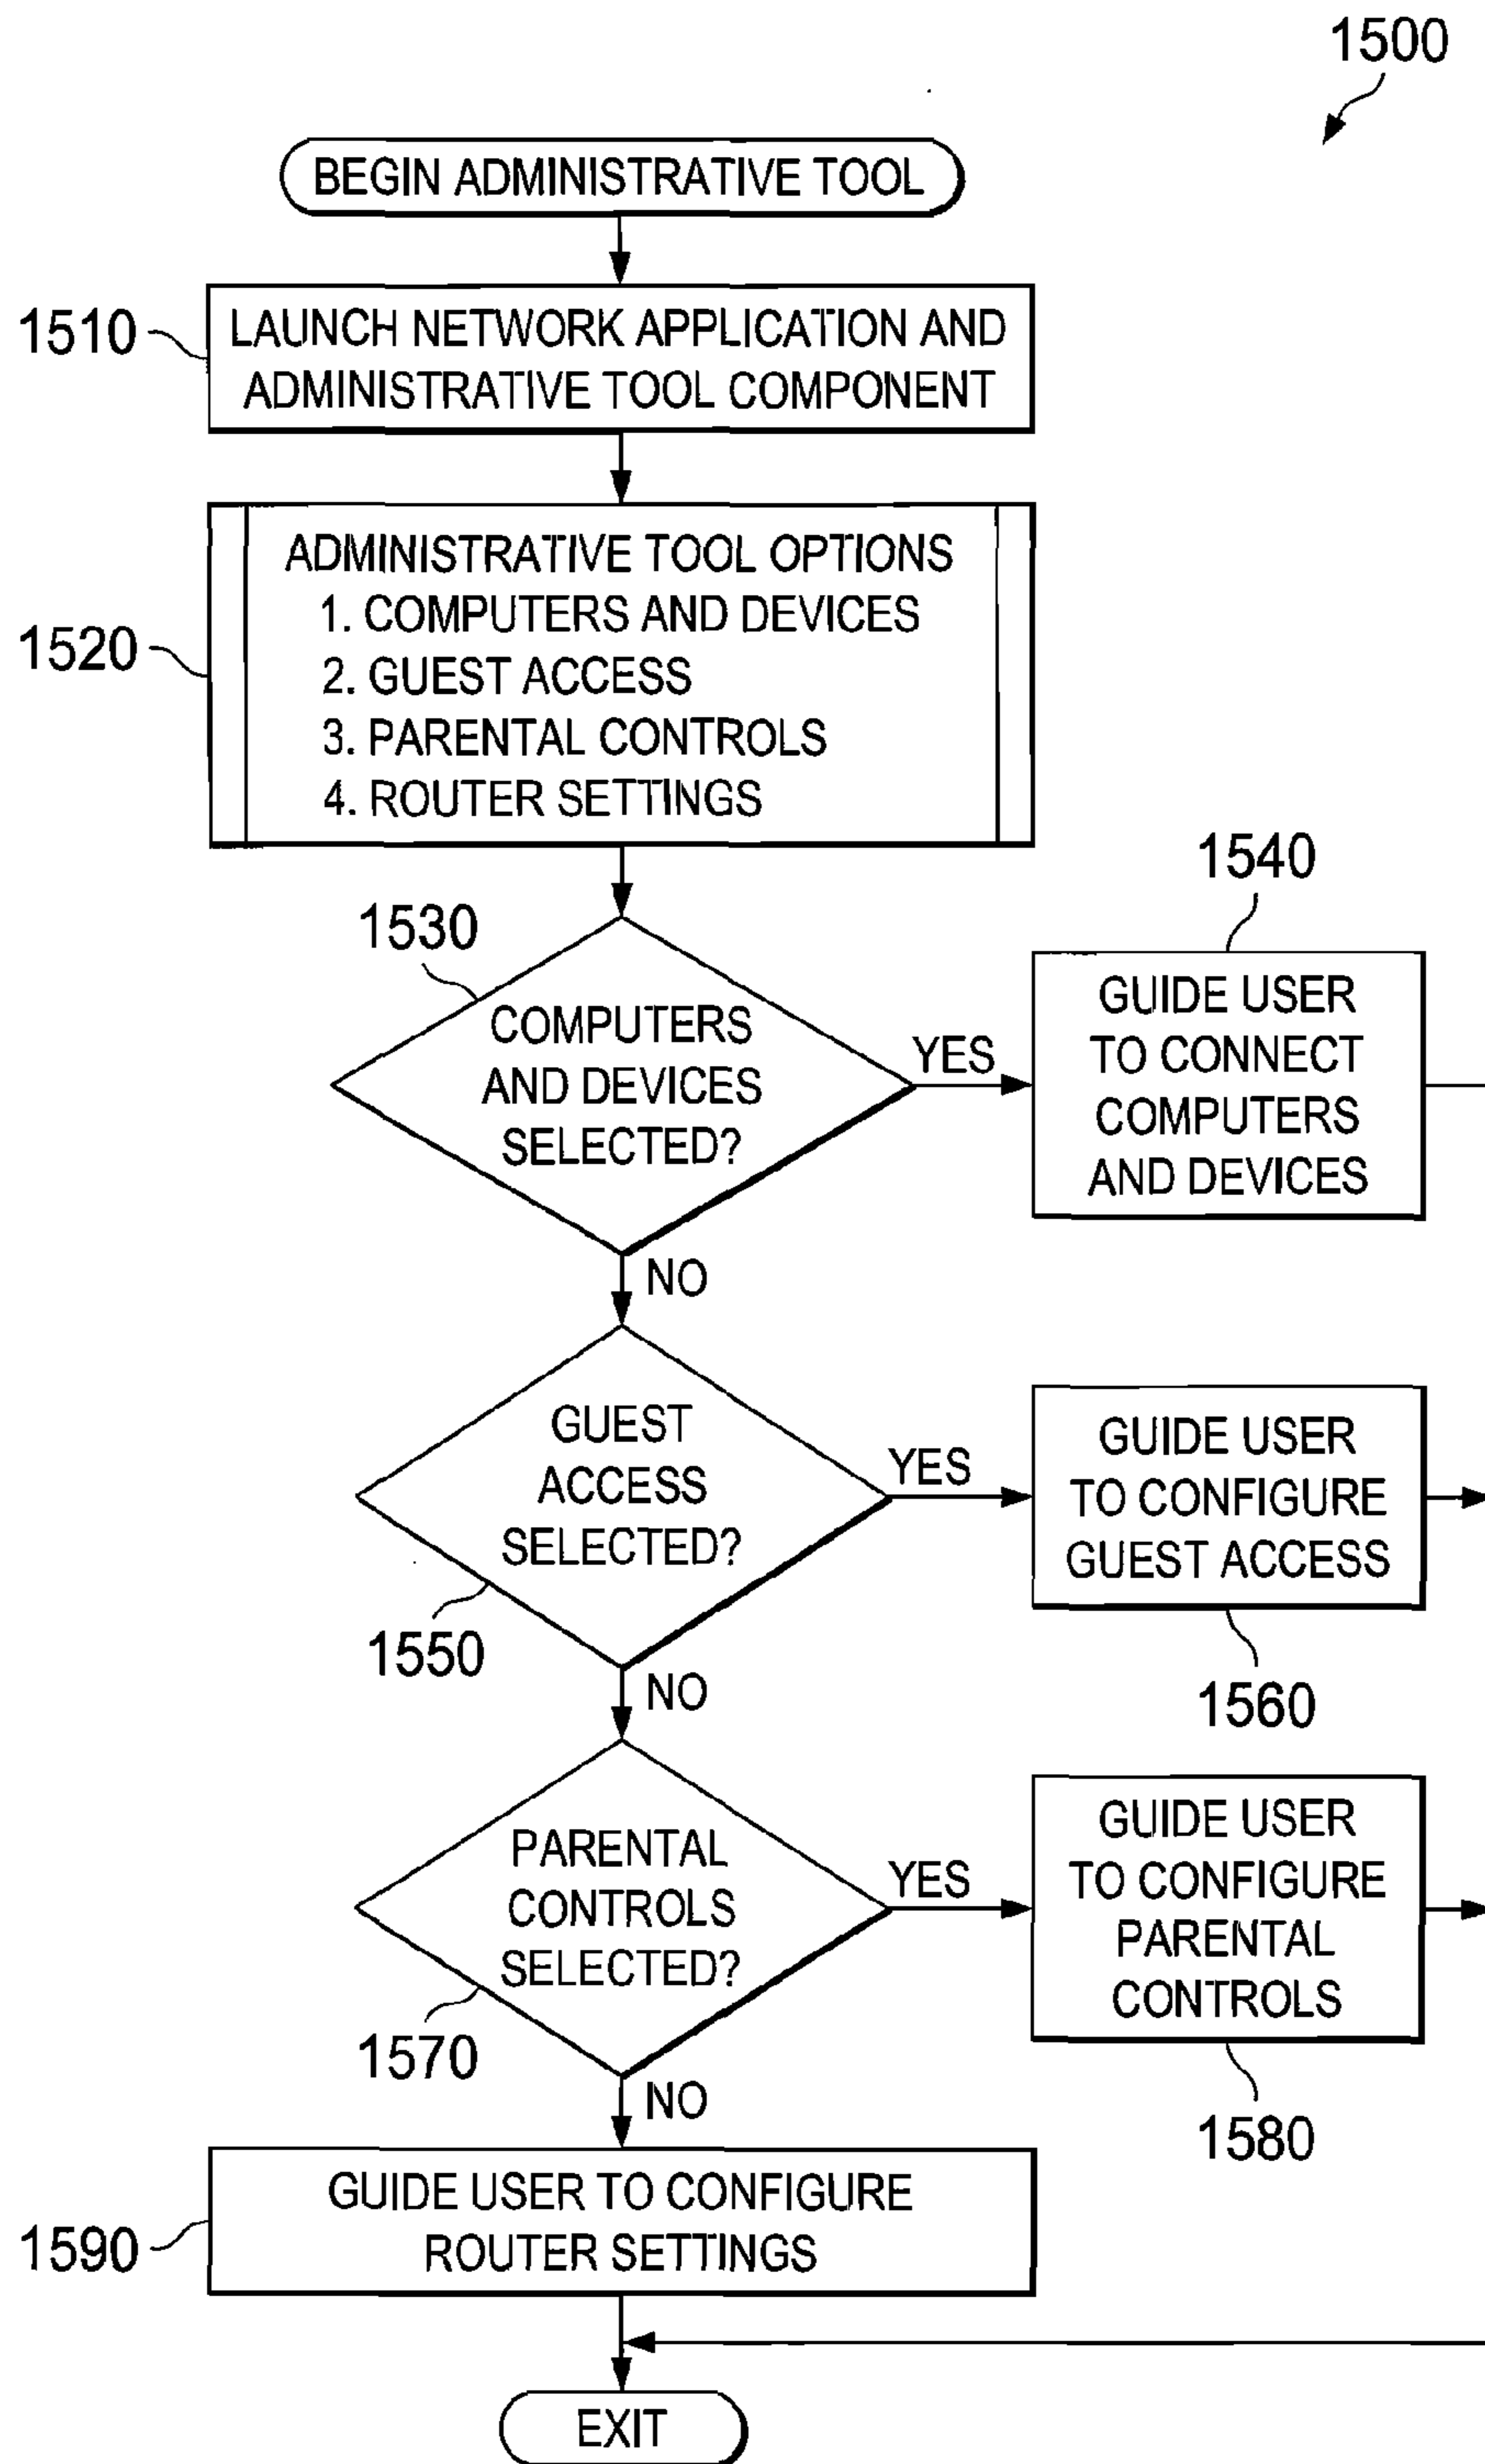 1500
BEGIN ADMINISTRATIVE TOOL
1510
LAUNCH NETWORK APPLICATION AND
ADMINISTRATIVE TOOL COMPONENT
1520
ADMINISTRATIVE TOOL OPTIONS
1. COMPUTERS AND DEVICES
2. GUEST ACCESS
3. PARENTAL CONTROLS
4. ROUTER SETTINGS
1530
COMPUTERS
AND DEVICES
SELECTED?
YES
1540
GUIDE USER
TO CONNECT
COMPUTERS
AND DEVICES
NO
GUEST
ACCESS
SELECTED?
1550
YES
GUIDE USER
TO CONFIGURE
GUEST ACCESS
1560
NO
PARENTAL
CONTROLS
SELECTED?
1570
YES
GUIDE USER
TO CONFIGURE
PARENTAL
CONTROLS
1580
NO
1590
GUIDE USER TO CONFIGURE
ROUTER SETTINGS
EXIT